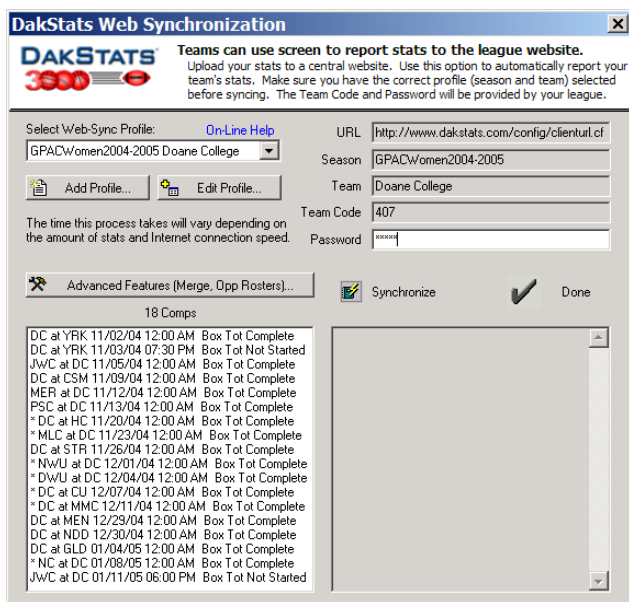 DakStats Web Synchronization
DAKSTATS
3000
Teams can use screen to report stats to the league website.
Upload your stats to a central website. Use this option to automatically report your
team's stats. Make sure you have the correct profile (season and team) selected
before syncing. The Team Code and Password will be provided by your league.
Select Web-Sync Profile:
On-Line Help
GPACWomen2004-2005 Doane College
Add Profile...
Edit Profile...
The time this process takes will vary depending on
the amount of stats and Internet connection speed.
URL
http://www.dakstats.com/config/clienturl.cf
Season
GPACWomen2004-2005
Team
Doane College
Team Code
407
Password
xxxxx
Advanced Features (Merge, Opp Rosters)...
Synchronize
Done
18 Comps
DC at YRK 11/02/04 12:00 AM Box Tot Complete
DC at YRK 11/03/04 07:30 PM Box Tot Not Started
JWC at DC 11/05/04 12:00 AM Box Tot Complete
DC at CSM 11/09/04 12:00 AM Box Tot Complete
MER at DC 11/12/04 12:00 AM Box Tot Complete
PSC at DC 11/13/04 12:00 AM Box Tot Complete
* DC at HC 11/20/04 12:00 AM Box Tot Complete
* MLC at DC 11/23/04 12:00 AM Box Tot Complete
DC at STR 11/26/04 12:00 AM Box Tot Complete
* NWU at DC 12/01/04 12:00 AM Box Tot Complete
* DWU at DC 12/04/04 12:00 AM Box Tot Complete
* DC at CU 12/07/04 12:00 AM Box Tot Complete
* DC at MMC 12/11/04 12:00 AM Box Tot Complete
DC at MEN 12/29/04 12:00 AM Box Tot Complete
DC at NDD 12/30/04 12:00 AM Box Tot Complete
DC at GLD 01/04/05 12:00 AM Box Tot Complete
* NC at DC 01/08/05 12:00 AM Box Tot Complete
JWC at DC 01/11/05 06:00 PM Box Tot Not Started